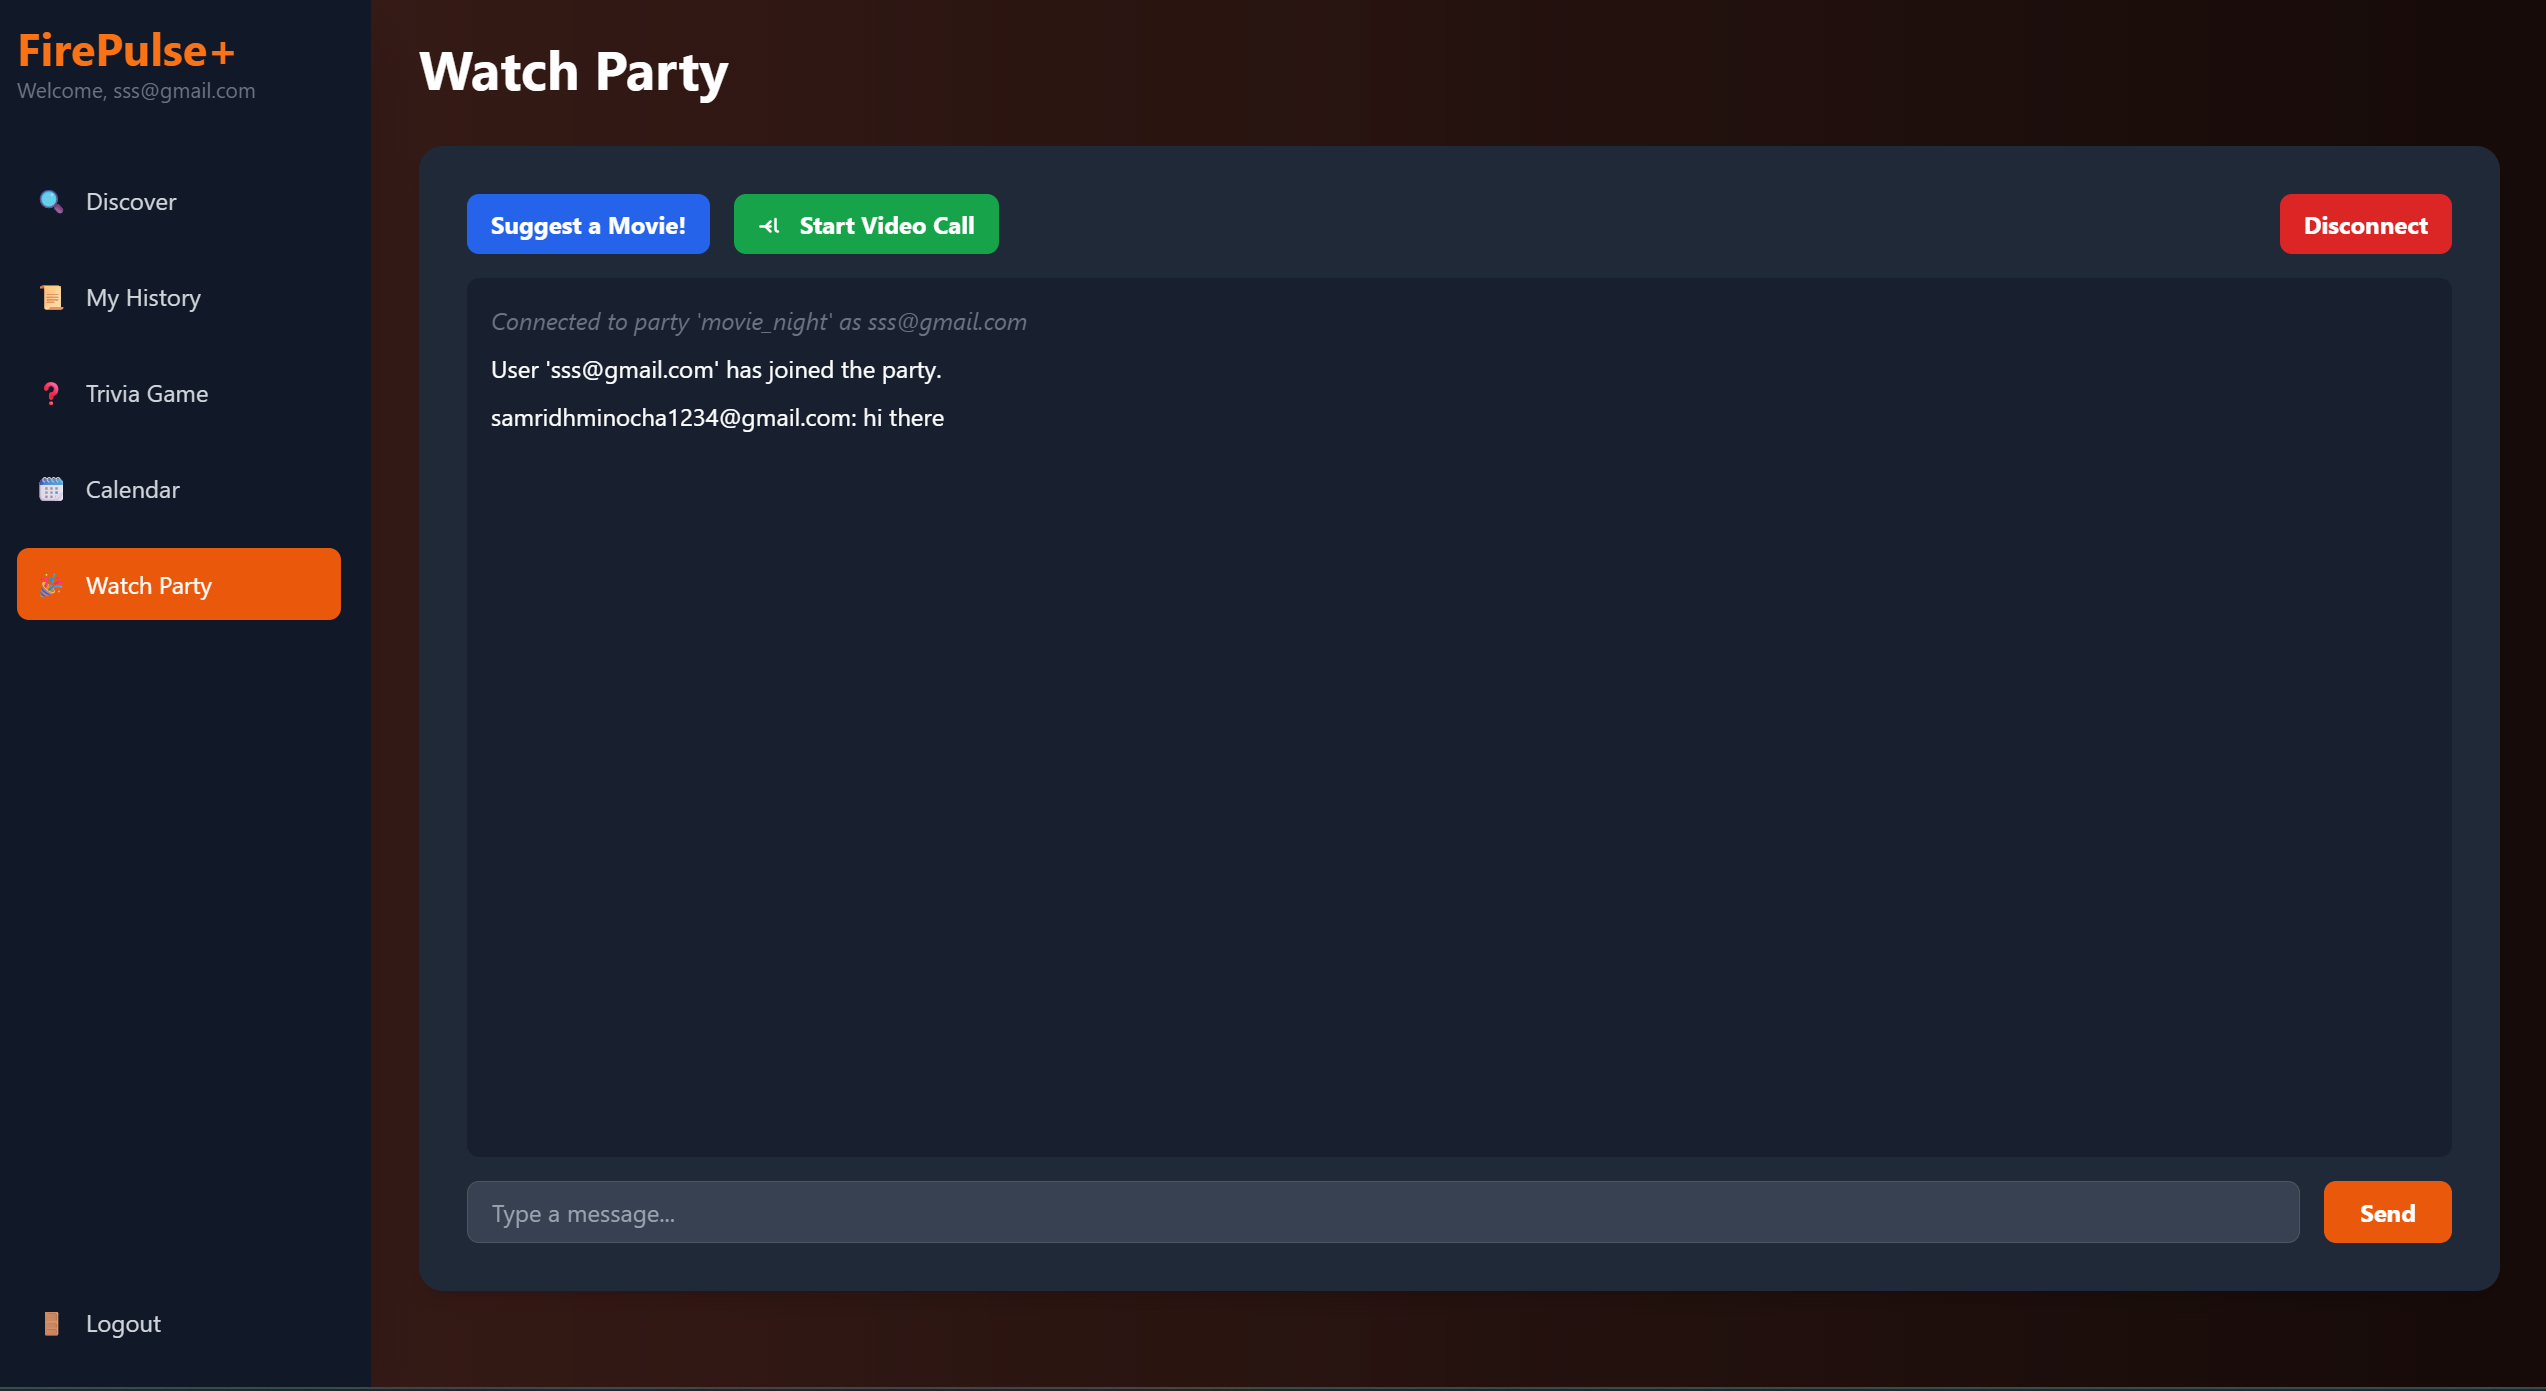 FirePulse+
Welcome, sss@gmail.com
Discover
My History
Trivia Game
Calendar
Watch Party
Logout
Watch Party
Suggest a Movie!
Start Video Call
Disconnect
Connected to party 'movie_night' as sss@gmail.com
User 'sss@gmail.com' has joined the party.
samridhminocha1234@gmail.com: hi there
Type a message...
Send